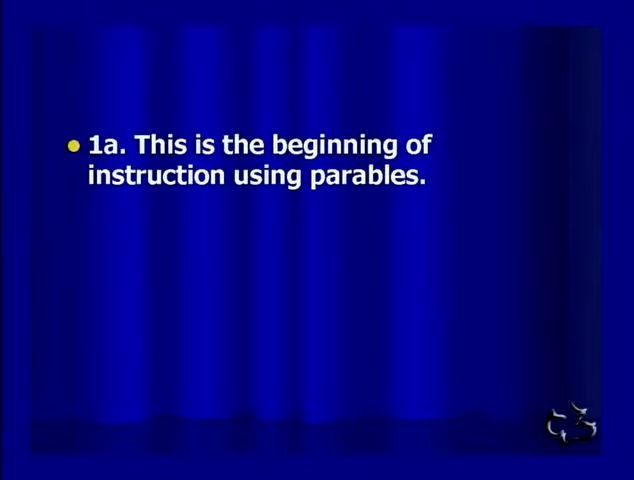 1a. This is the beginning of
instruction using parables.